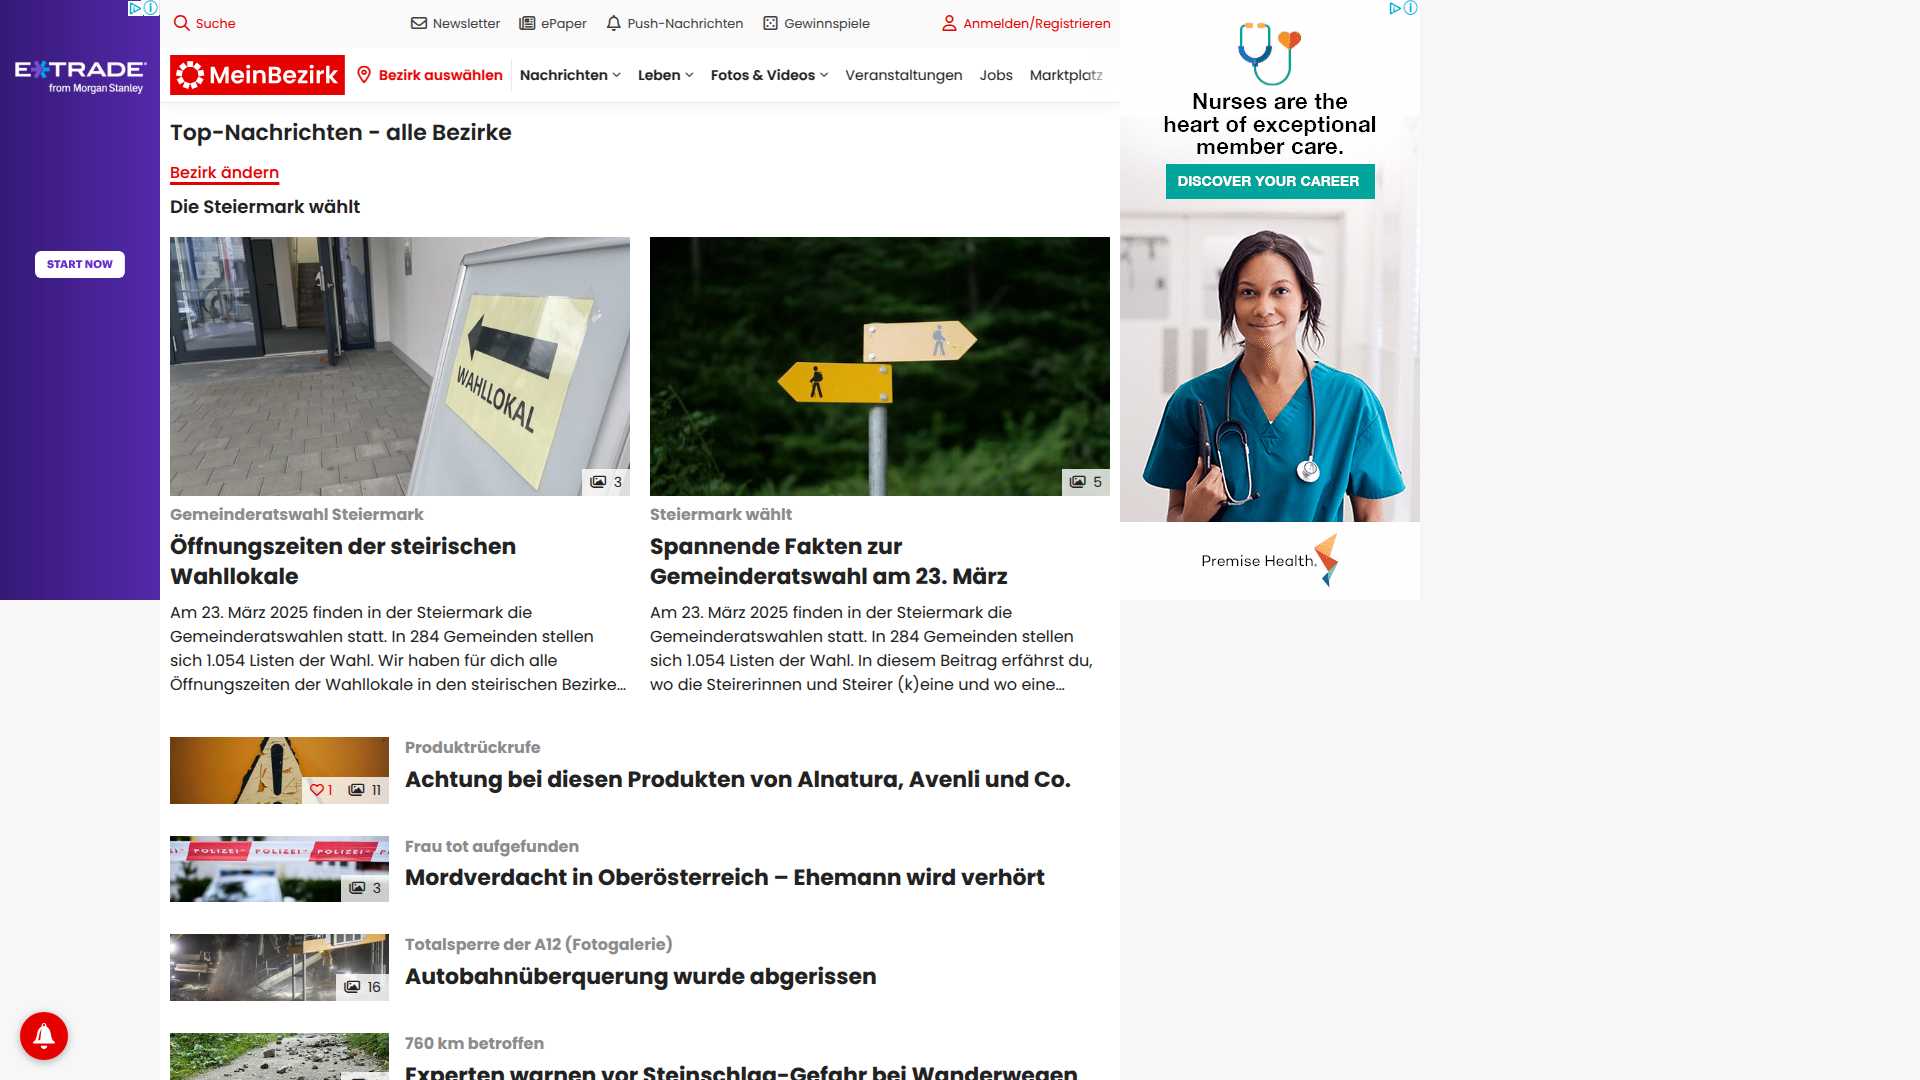 E*TRADE
from Morgan Stanley
START NOW
Suche
Newsletter
ePaper
Push-Nachrichten
Gewinnspiele
Anmelden/Registrieren
MeinBezirk
Bezirk auswählen
Nachrichten
Leben
Fotos & Videos
Veranstaltungen
Jobs
Marktplatz
Top-Nachrichten - alle Bezirke
Bezirk ändern
Die Steiermark wählt
WAHLLOKAL
3
Gemeinderatswahl Steiermark
Öffnungszeiten der steirischen
Wahllokale
Am 23. März 2025 finden in der Steiermark die
Gemeinderatswahlen statt. In 284 Gemeinden stellen
sich 1.054 Listen der Wahl. Wir haben für dich alle
Öffnungszeiten der Wahllokale in den steirischen Bezirke...
5
Steiermark wählt
Spannende Fakten zur
Gemeinderatswahl am 23. März
Am 23. März 2025 finden in der Steiermark die
Gemeinderatswahlen statt. In 284 Gemeinden stellen
sich 1.054 Listen der Wahl. In diesem Beitrag erfährst du,
wo die Steirerinnen und Steirer (k)eine und wo eine...
1
11
Produktrückrufe
Achtung bei diesen Produkten von Alnatura, Avenli und Co.
POLIZEI POLIZEI POLIZEI
3
Frau tot aufgefunden
Mordverdacht in Oberösterreich – Ehemann wird verhört
16
Totalsperre der A12 (Fotogalerie)
Autobahnüberquerung wurde abgerissen
760 km betroffen
Experten warnen vor Steinschlag-Gefahr bei Wanderwegen
Nurses are the
heart of exceptional
member care.
DISCOVER YOUR CAREER
Premise Health.